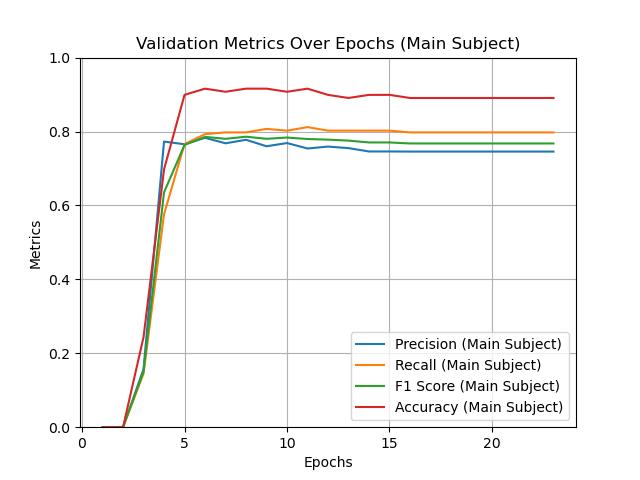 Validation Metrics Over Epochs (Main Subject)
1.0
0.8
0.6
0.4
0.2
0.0
Metrics
0 5 10 15 20
Epochs
Precision (Main Subject)
Recall (Main Subject)
F1 Score (Main Subject)
Accuracy (Main Subject)